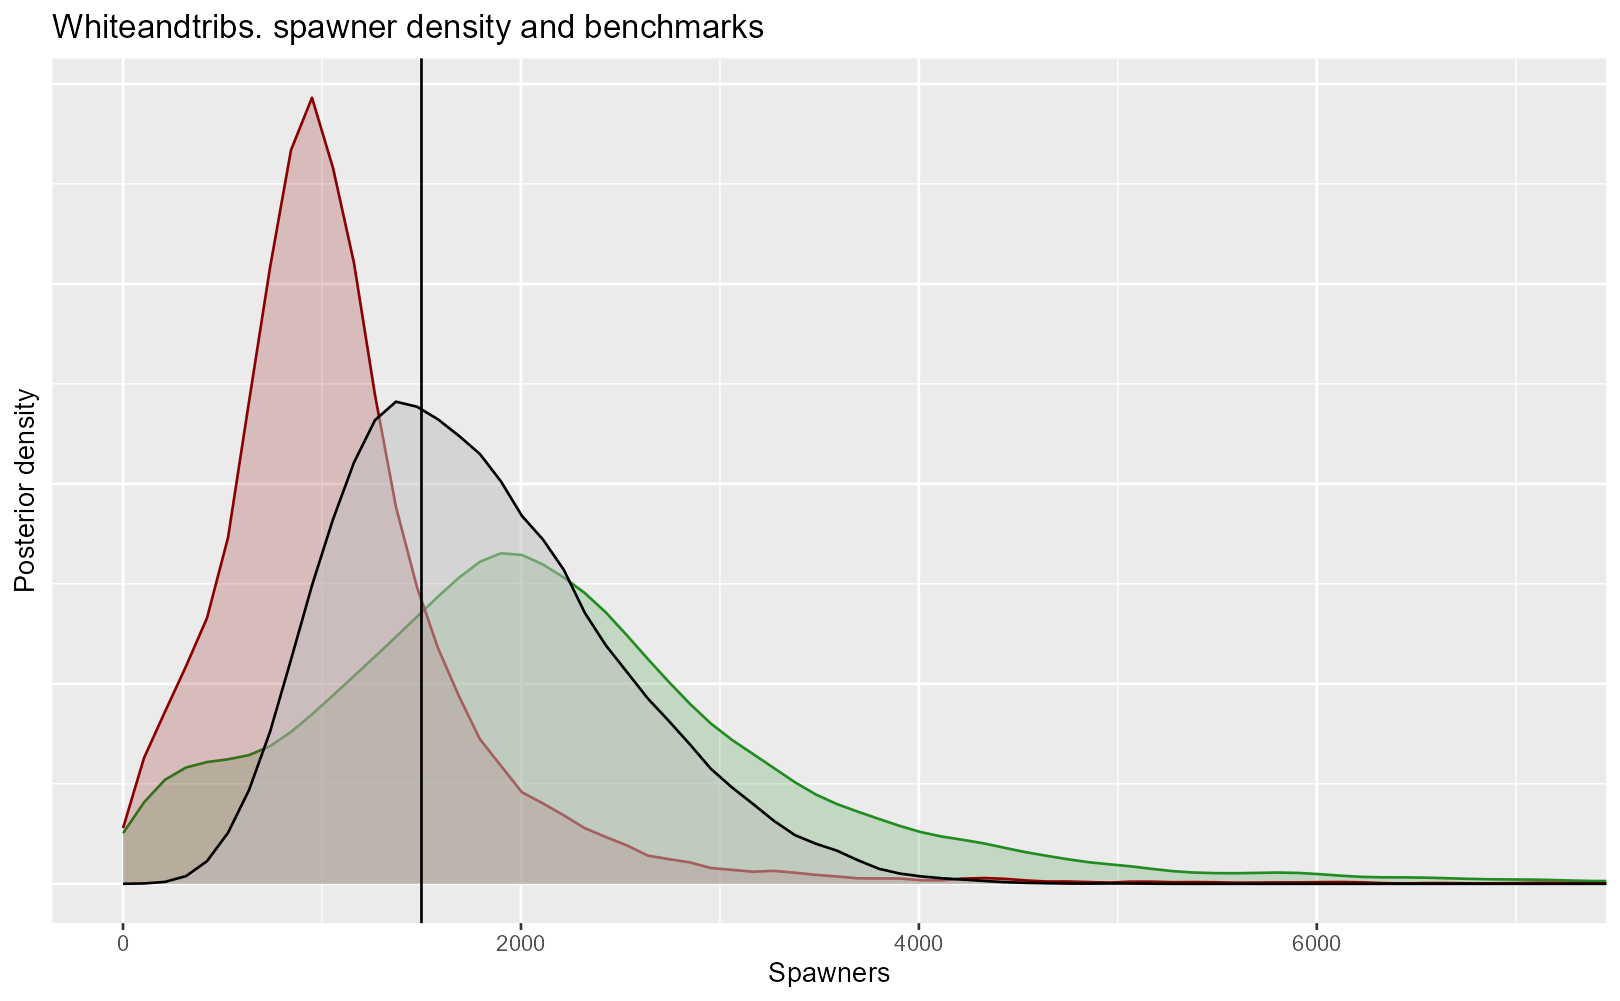 Whiteandtribs. spawner density and benchmarks
Posterior density
0 2000 4000 6000
Spawners